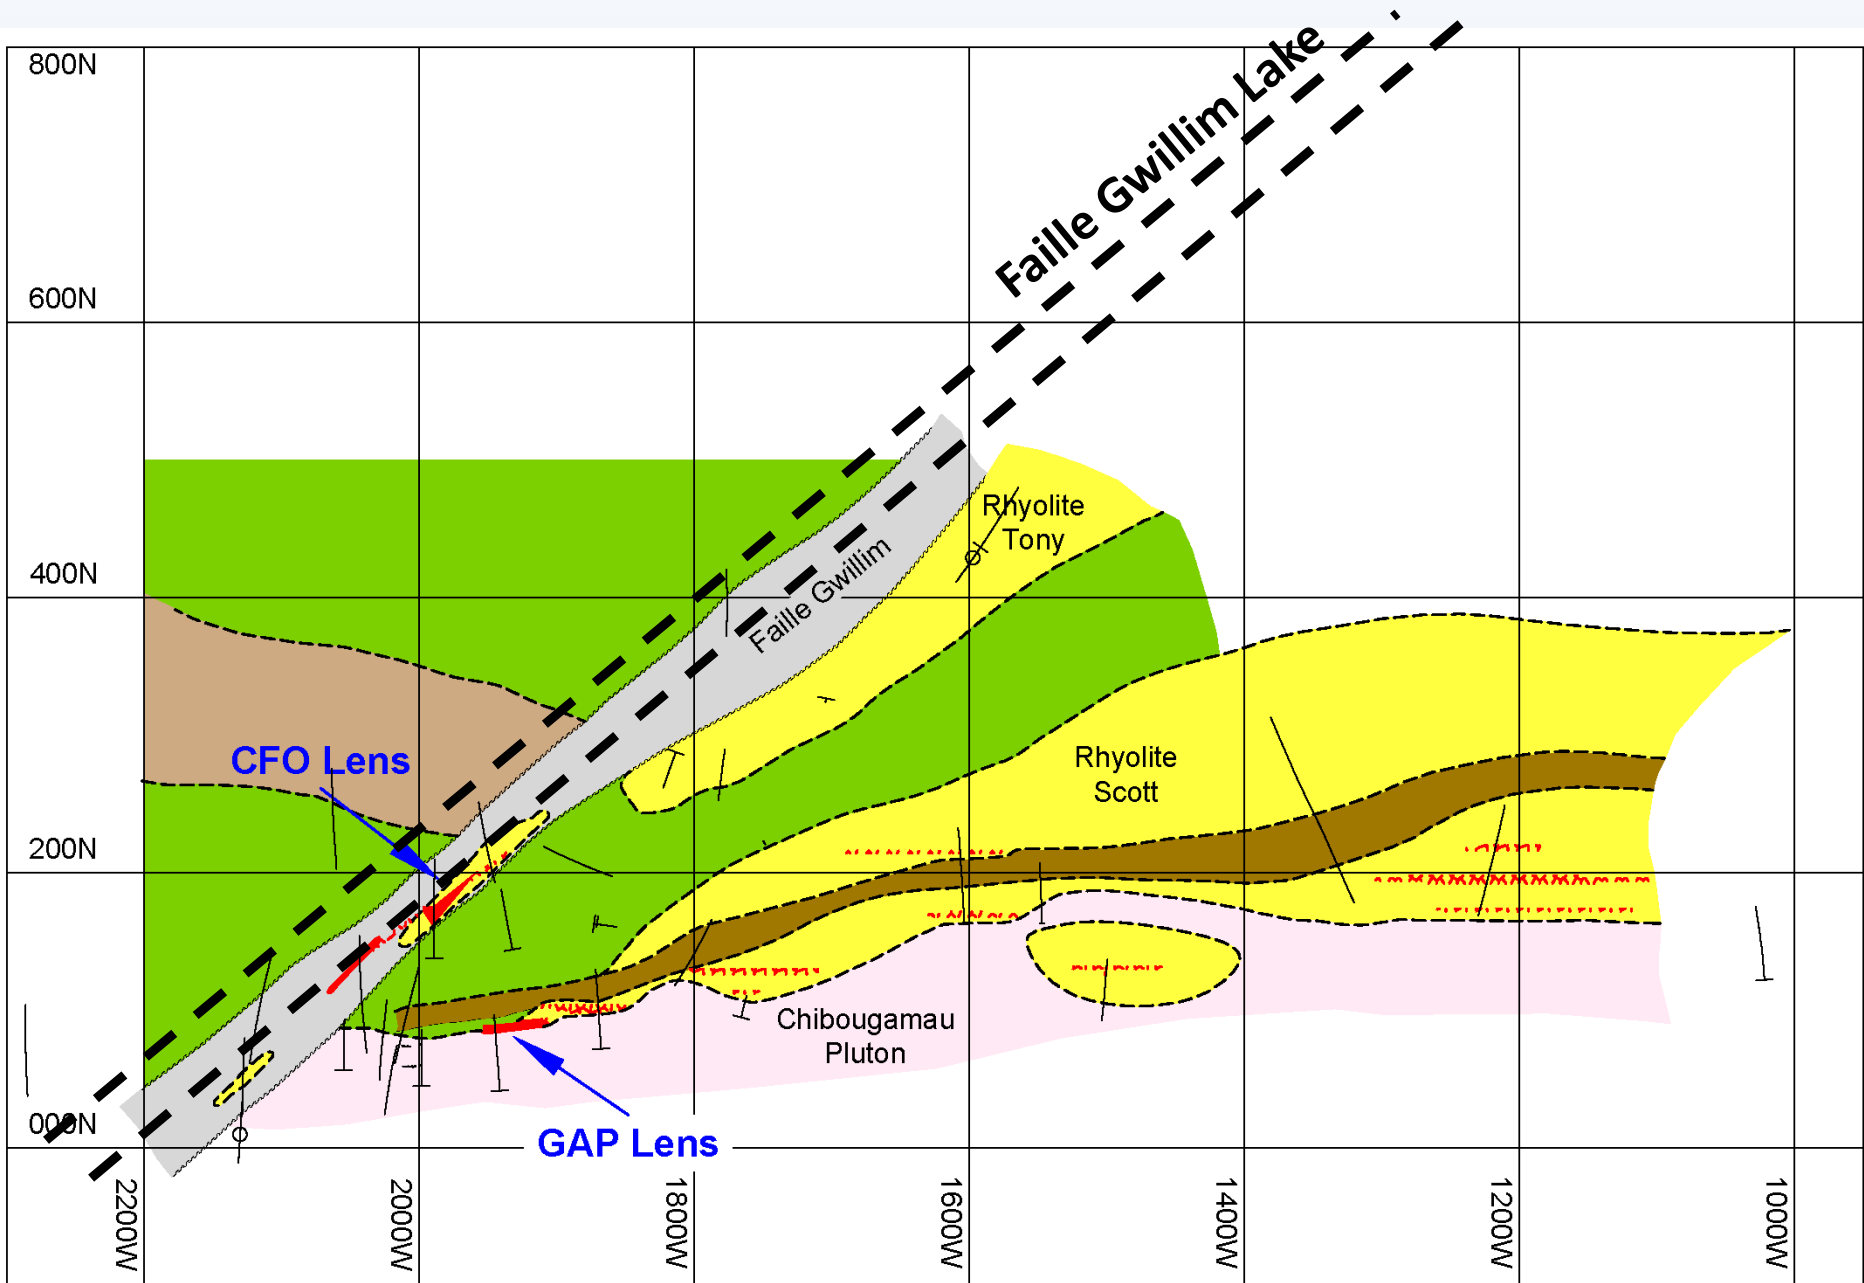 800N
Faille Gwillim Lake
600N
Rhyolite
Tony
400N
Faille Gwillim
CFO Lens
Rhyolite
Scott
200N
Chibougamau
Pluton
000N
GAP Lens
2200W
2000W
1800W
1600W
1400W
1200W
1000W